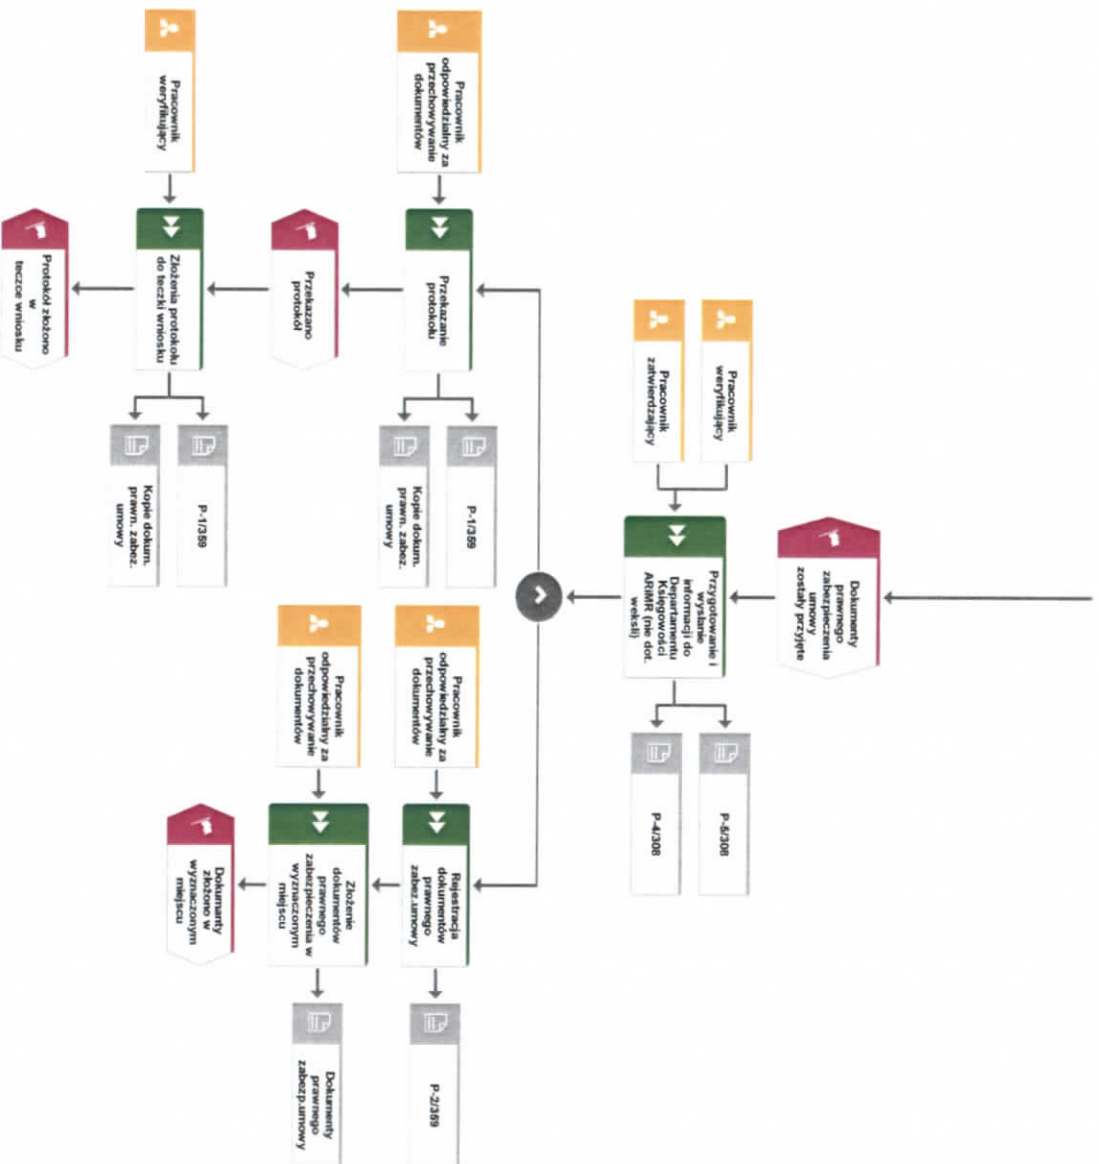 Dokumenty
prawnego
zabezpieczenia
umowy
zostały przyjęte
Pracownik
weryfikujący
Pracownik
zatwierdzający
Przygotowanie i
wysłanie
informacji do
Departamentu
Księgowości
ARiMR (nie dot.
weksli)
P-5/308
P-4/308
Pracownik
odpowiedzialny za
przechowywanie
dokumentów
Przekazanie
protokołu
P-1/359
Kopie dokum.
prawn. zabez.
umowy
Pracownik
odpowiedzialny za
przechowywanie
dokumentów
Rejestracja
dokumentów
prawnego
zabez.umowy
P-2/359
Przekazano
protokół
Pracownik
odpowiedzialny za
przechowywanie
dokumentów
Złożenie
dokumentów
prawnego
zabezpieczenia w
wyznaczonym
miejscu
Dokumenty
prawnego
zabezp.umowy
Pracownik
weryfikujący
Złożenia protokołu
do teczki wniosku
P-1/359
Kopie dokum.
prawn. zabez.
umowy
Dokumanty
złożono w
wyznaczonym
miejscu
Protokół złożono
w
teczce wniosku